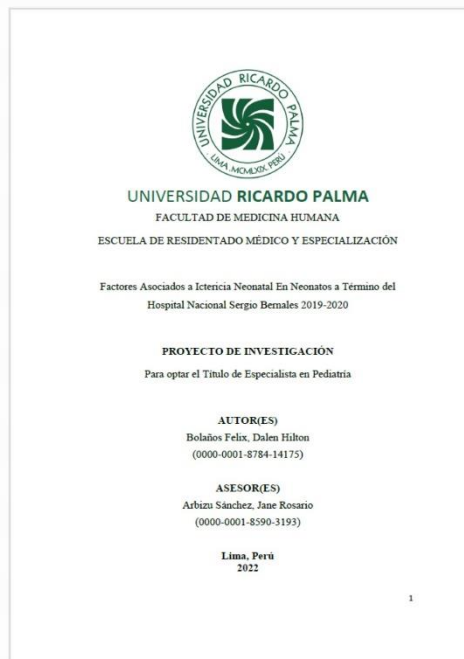 UNIVERSIDAD RICARDO PALMA
LIMA, MCMLXIX, PERÚ
UNIVERSIDAD RICARDO PALMA
FACULTAD DE MEDICINA HUMANA
ESCUELA DE RESIDENTADO MÉDICO Y ESPECIALIZACIÓN
Factores Asociados a Ictericia Neonatal En Neonatos a Término del
Hospital Nacional Sergio Bernales 2019-2020
PROYECTO DE INVESTIGACIÓN
Para optar el Título de Especialista en Pediatría
AUTOR(ES)
Bolaños Felix, Dalen Hilton
(0000-0001-8784-14175)
ASESOR(ES)
Arbizu Sánchez, Jane Rosario
(0000-0001-8590-3193)
Lima, Perú
2022
1